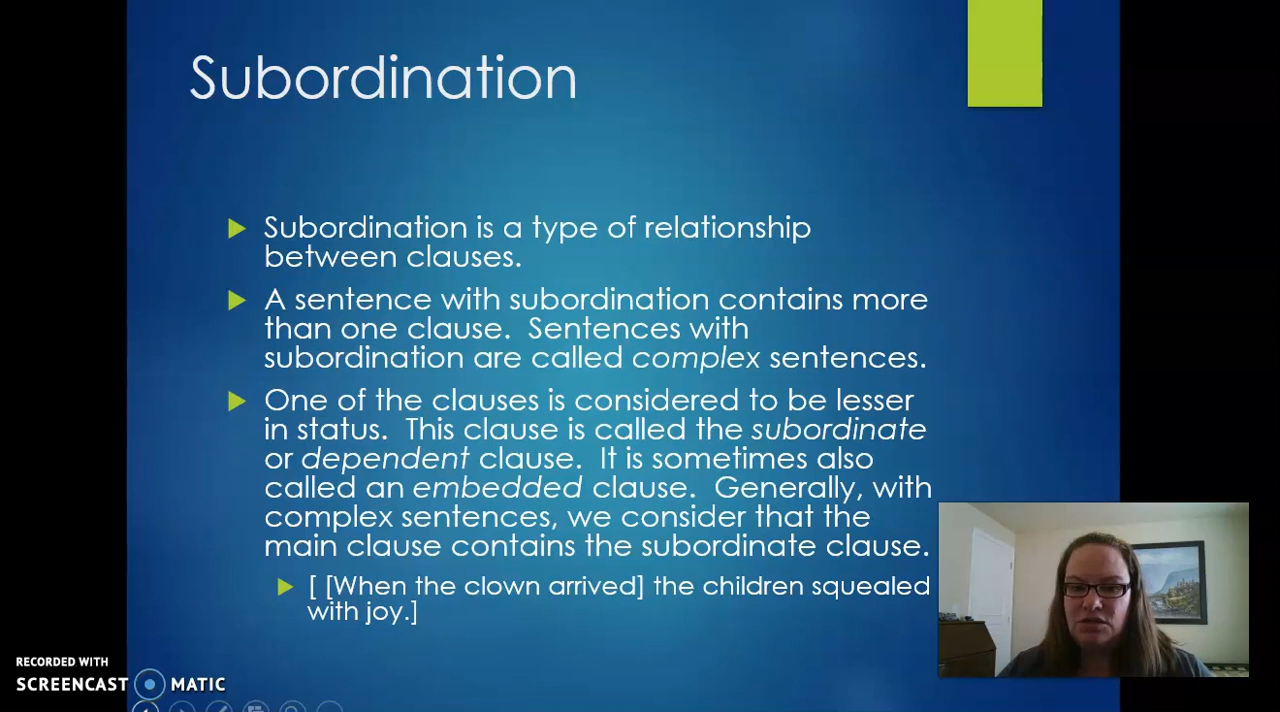 Subordination
Subordination is a type of relationship
between clauses.
A sentence with subordination contains more
than one clause.  Sentences with
subordination are called complex sentences.
One of the clauses is considered to be lesser
in status.  This clause is called the subordinate
or dependent clause.  It is sometimes also
called an embedded clause.  Generally, with
complex sentences, we consider that the
main clause contains the subordinate clause.
[ [When the clown arrived] the children squealed
with joy.]
RECORDED WITH
SCREENCAST MATIC